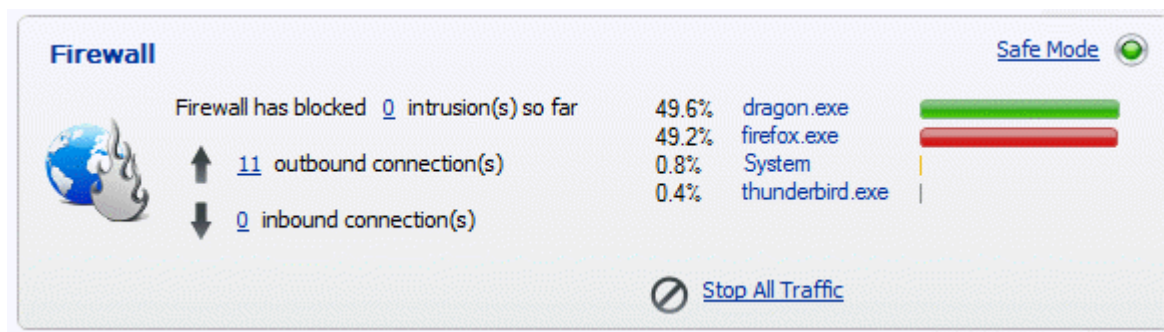 Firewall
Safe Mode
Firewall has blocked 0 intrusion(s) so far
11 outbound connection(s)
0 inbound connection(s)
49.6% dragon.exe
49.2% firefox.exe
0.8% System
0.4% thunderbird.exe
Stop All Traffic